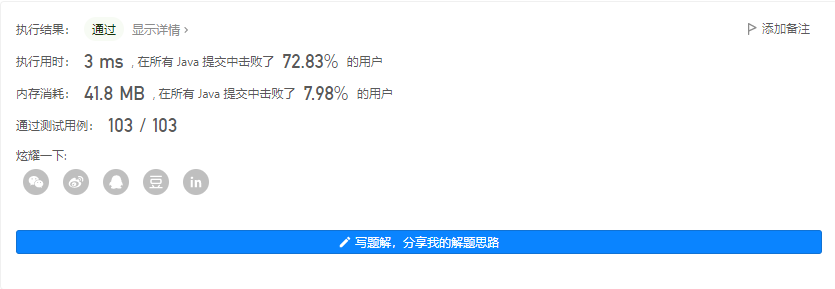 执行结果： 通过 显示详情 › 添加备注
执行用时： 3 ms , 在所有 Java 提交中击败了 72.83% 的用户
内存消耗： 41.8 MB , 在所有 Java 提交中击败了 7.98% 的用户
通过测试用例： 103 / 103
炫耀一下:
豆 in
写题解，分享我的解题思路